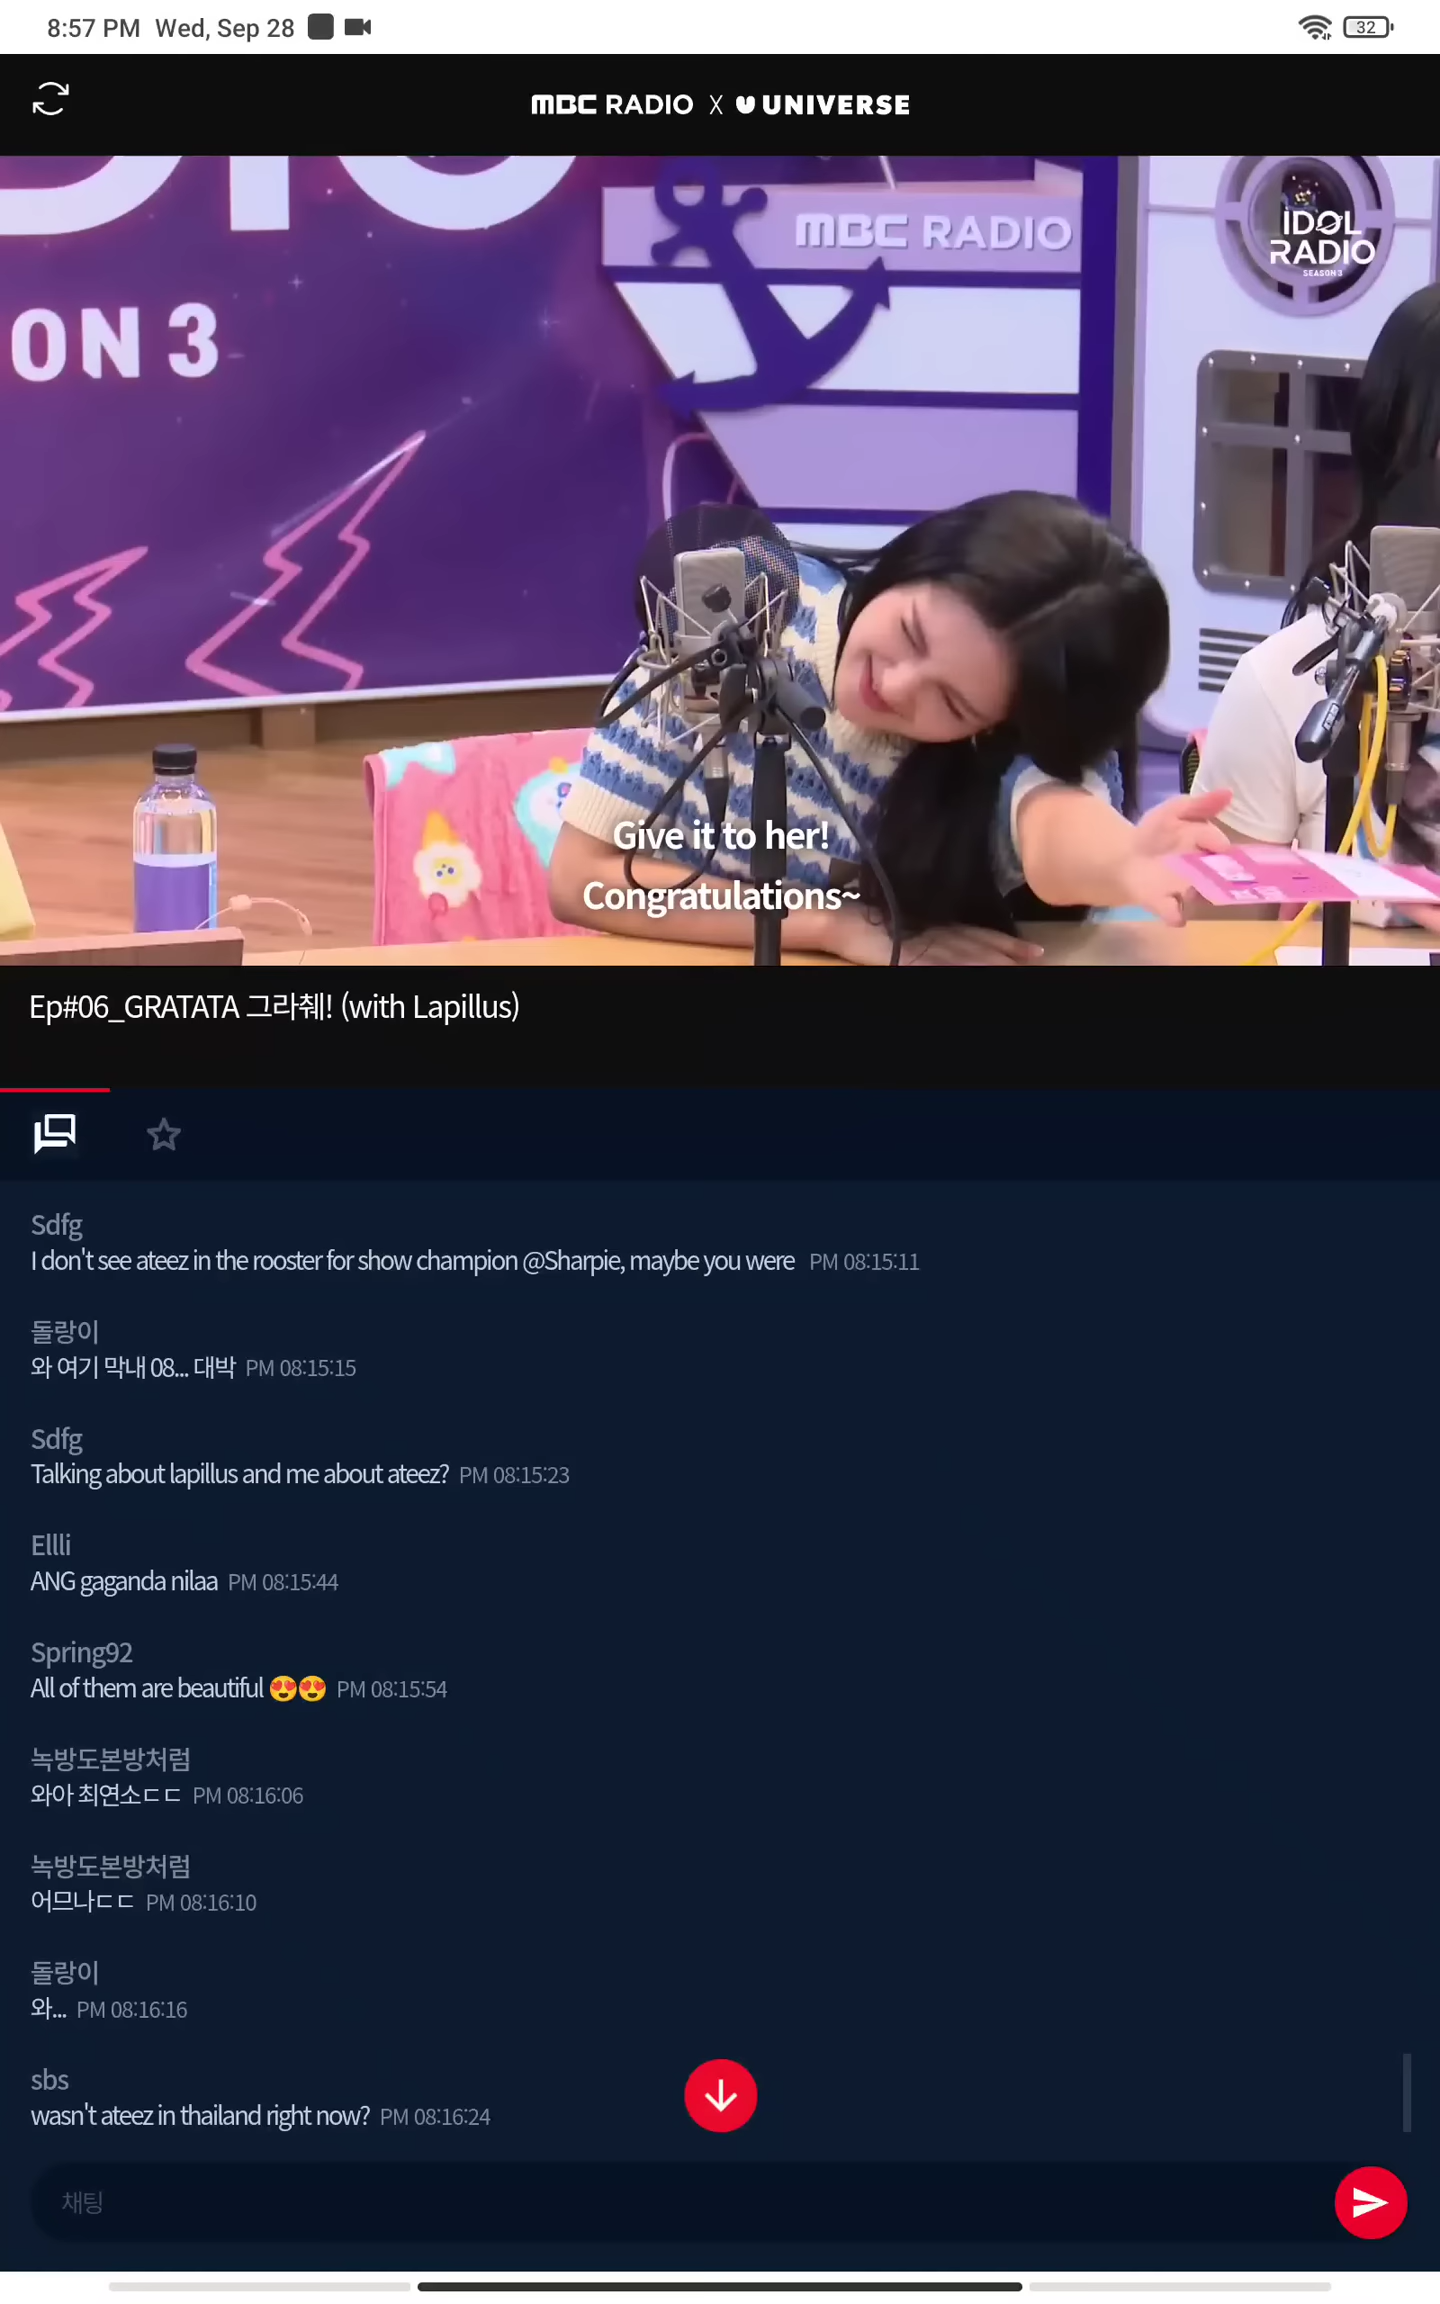 8:57 PM Wed, Sep 28
32
MBC RADIO X UNIVERSE
MBC RADIO
IDOL
RADIO
SEASON 3
ON 3
Give it to her!
Congratulations~
Ep#06_GRATATA 그라췌! (with Lapillus)
Sdfg
I don't see ateez in the rooster for show champion @Sharpie, maybe you were PM 08:15:11
돌랑이
와 여기 막내 08... 대박 PM 08:15:15
Sdfg
Talking about lapillus and me about ateez? PM 08:15:23
Ellli
ANG gaganda nilaa PM 08:15:44
Spring92
All of them are beautiful 😍😍 PM 08:15:54
녹방도본방처럼
와아 최연소ㄷㄷ PM 08:16:06
녹방도본방처럼
어므나ㄷㄷ PM 08:16:10
돌랑이
와... PM 08:16:16
sbs
wasn't ateez in thailand right now? PM 08:16:24
채팅